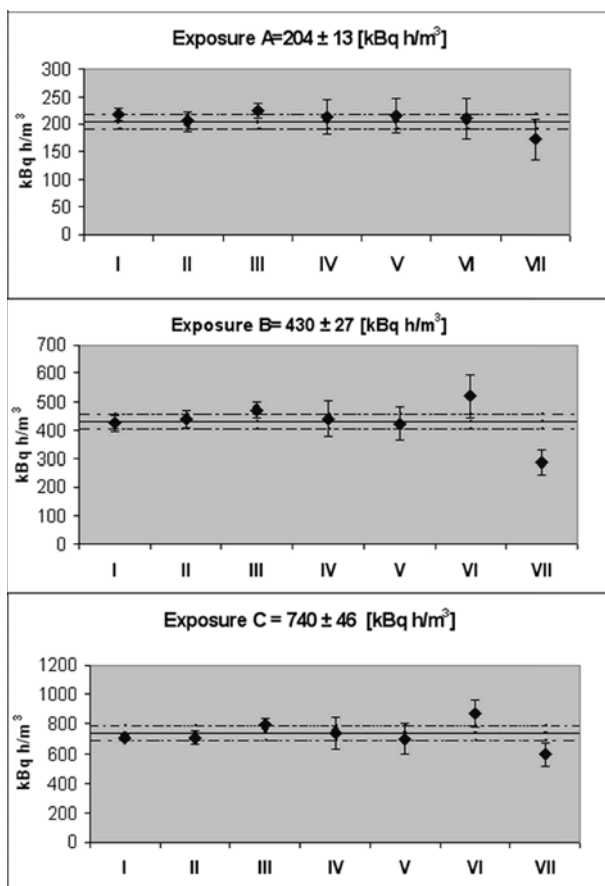 Exposure A=204 ± 13 [kBq h/m³]
kBq h/m³
300
250
200
150
100
50
0
I II III IV V VI VII
Exposure B= 430 ± 27 [kBq h/m³]
kBq h/m³
700
600
500
400
300
200
100
0
I II III IV V VI VII
Exposure C = 740 ± 46 [kBq h/m³]
kBq h/m³
1200
1000
800
600
400
200
0
I II III IV V VI VII